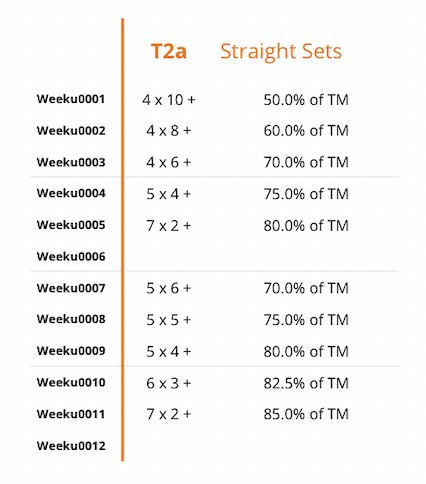 T2a Straight Sets
Weeku0001 4 x 10 + 50.0% of TM
Weeku0002 4 x 8 + 60.0% of TM
Weeku0003 4 x 6 + 70.0% of TM
Weeku0004 5 x 4 + 75.0% of TM
Weeku0005 7 x 2 + 80.0% of TM
Weeku0006
Weeku0007 5 x 6 + 70.0% of TM
Weeku0008 5 x 5 + 75.0% of TM
Weeku0009 5 x 4 + 80.0% of TM
Weeku0010 6 x 3 + 82.5% of TM
Weeku0011 7 x 2 + 85.0% of TM
Weeku0012